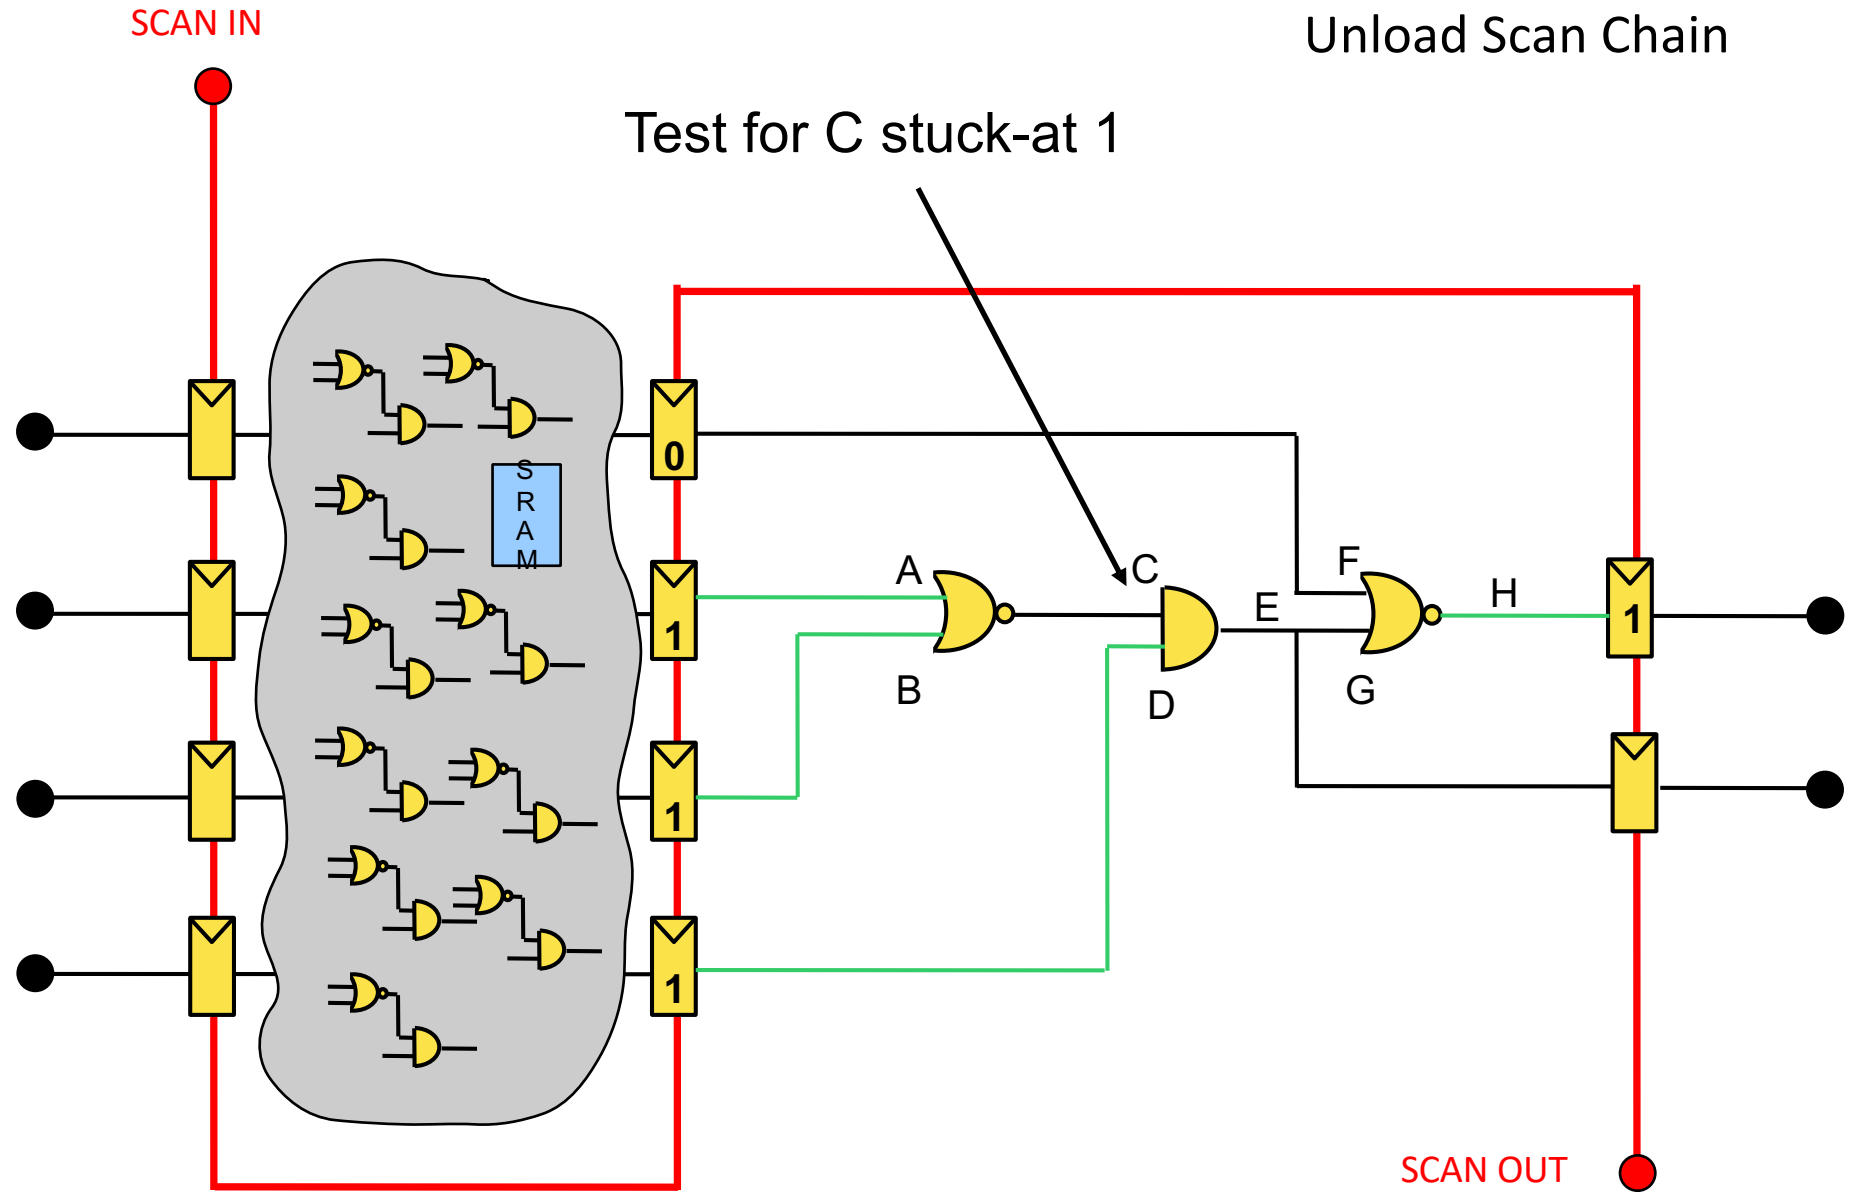 SCAN IN
Unload Scan Chain
Test for C stuck-at 1
0
S
R
A
M
A
C
F
E
H
1
1
B
D
G
1
1
SCAN OUT